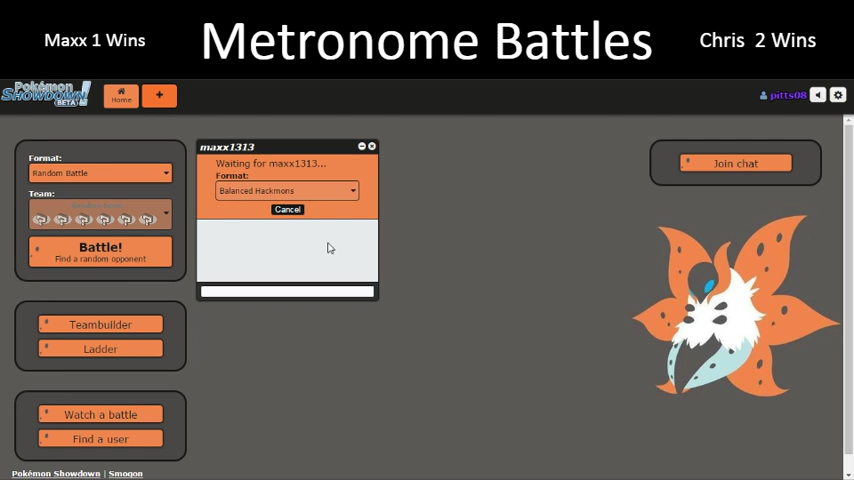 Maxx 1 Wins
Metronome Battles
Chris 2 Wins
Pokémon
SHOWDOWN!
BETA
Home
+
pitts08
Format:
Random Battle
Team:
Battle!
Find a random opponent
Teambuilder
Ladder
Watch a battle
Find a user
Pokémon Showdown | Smogon
maxx1313
Waiting for maxx1313...
Format:
Balanced Hackmons
Cancel
Join chat